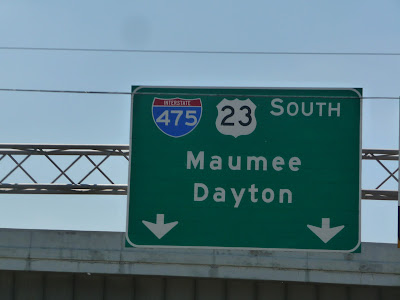 INTERSTATE
475 23 SOUTH
Maumee
Dayton